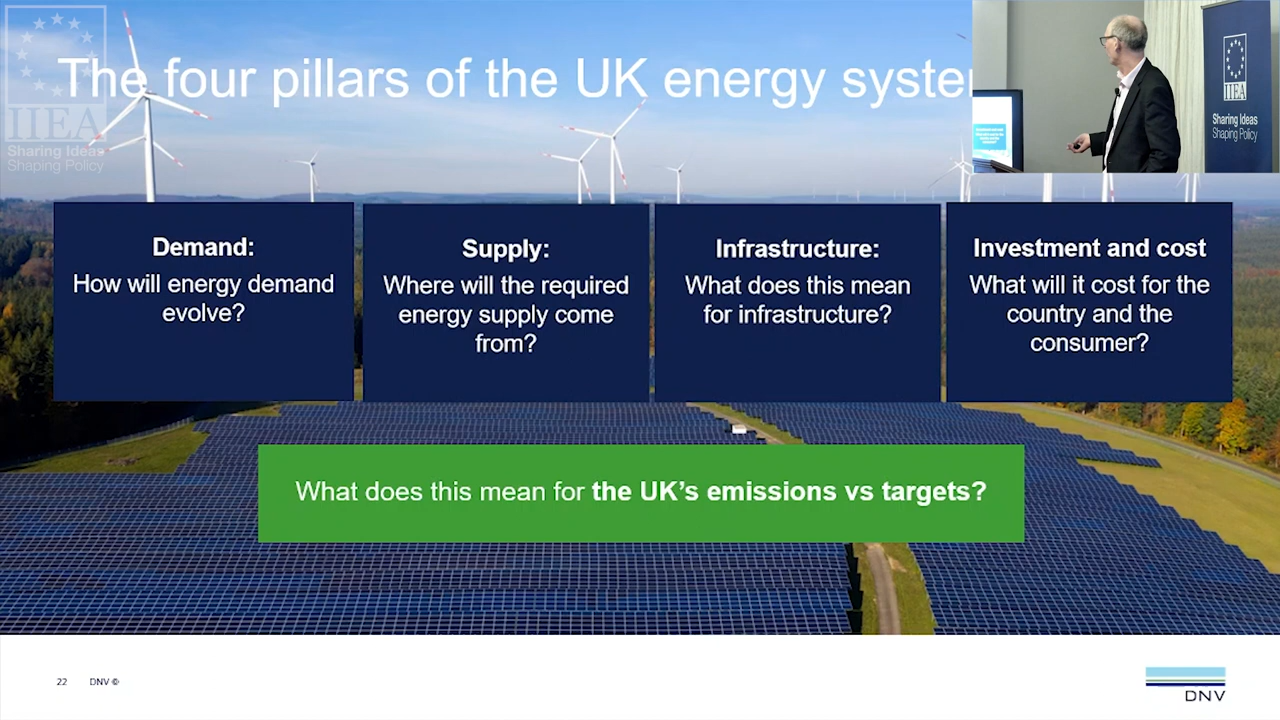 The four pillars of the UK energy syste
IIEA
Sharing Ideas
Shaping Policy
IIEA
Sharing Ideas
Shaping Policy
Demand:
How will energy demand
evolve?
Supply:
Where will the required
energy supply come
from?
Infrastructure:
What does this mean
for infrastructure?
Investment and cost
What will it cost for the
country and the
consumer?
What does this mean for the UK's emissions vs targets?
22 DNV ©
DNV